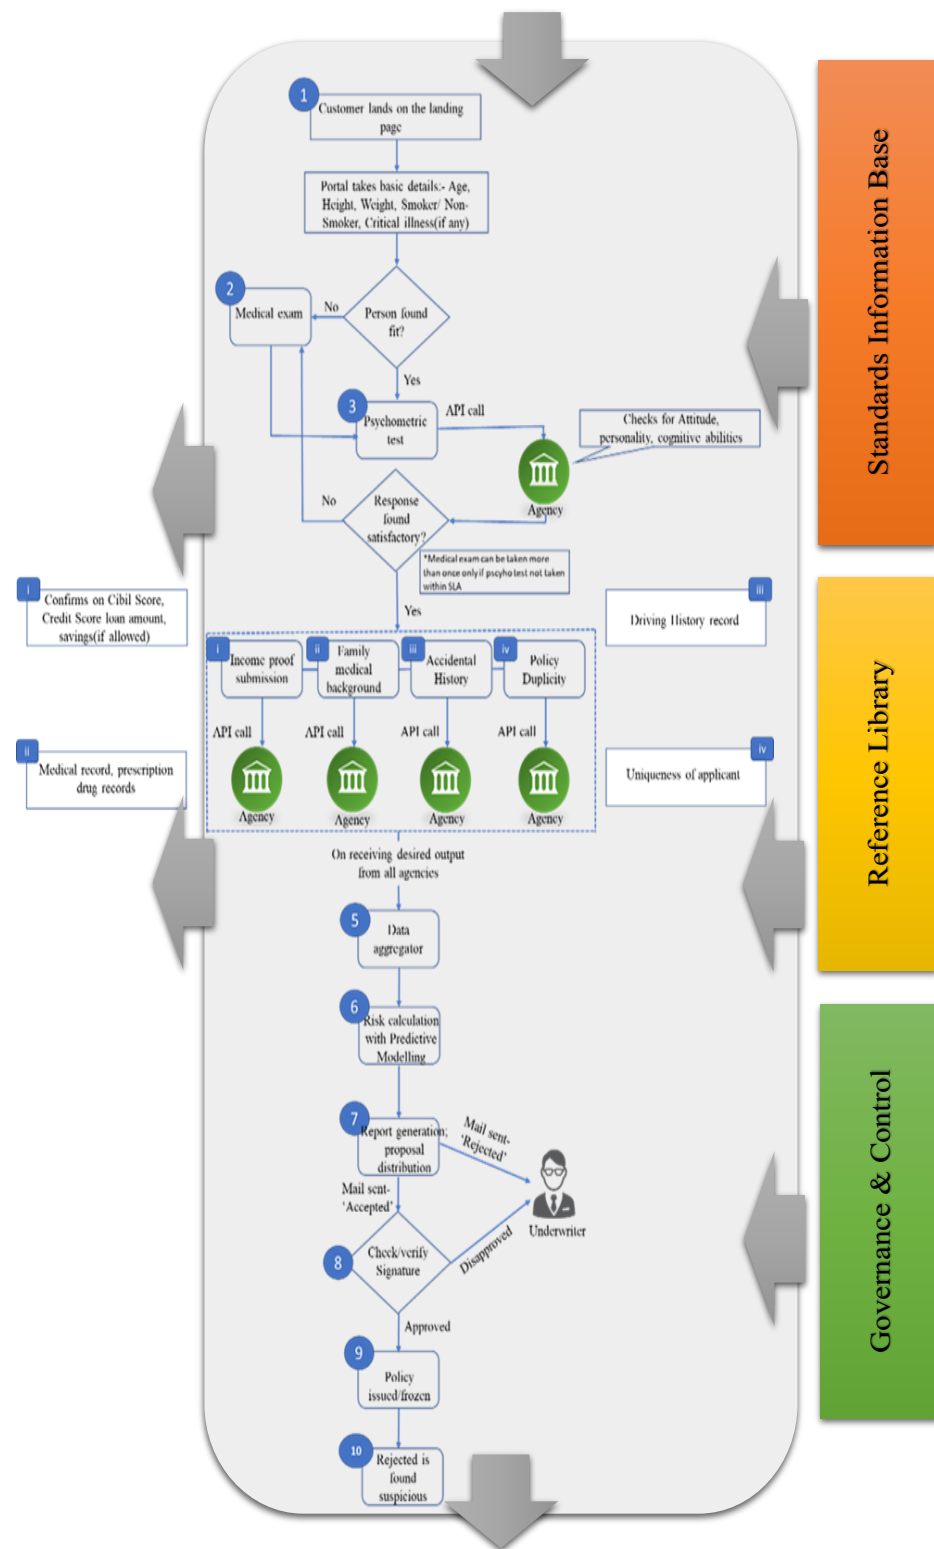 1
Customer lands on the landing
page
Portal takes basic details:- Age,
Height, Weight, Smoker/ Non-
Smoker, Critical illness(if any)
2
Medical exam
No
Person found
fit?
Yes
3
Psychometric
test
API call
Checks for Attitude,
personality, cognitive abilities
Agency
No
Response
found
satisfactory?
*Medical exam can be taken more
than once only if pscyho test not taken
within SLA
Yes
i
Confirms on Cibil Score,
Credit Score loan amount,
savings(if allowed)
iii
Driving History record
i
Income proof
submission
ii
Family
medical
background
iii
Accidental
History
iv
Policy
Duplicity
API call
API call
API call
API call
Agency
Agency
Agency
Agency
ii
Medical record, prescription
drug records
iv
Uniqueness of applicant
On receiving desired output
from all agencies
5
Data
aggregator
6
Risk calculation
with Predictive
Modelling
7
Report generation;
proposal
distribution
Mail sent-
'Rejected'
Mail sent-
'Accepted'
Underwriter
8
Check/verify
Signature
Disapproved
Approved
9
Policy
issued/frozen
10
Rejected is
found
suspicious
Standards Information Base
Reference Library
Governance & Control